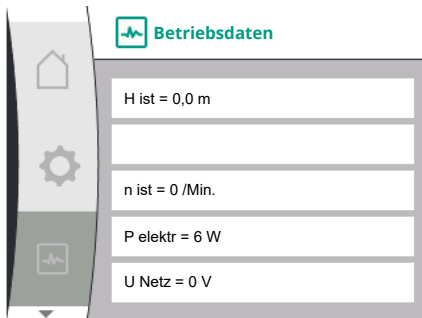 Betriebsdaten
H ist = 0,0 m
n ist = 0 /Min.
P elektr = 6 W
U Netz = 0 V